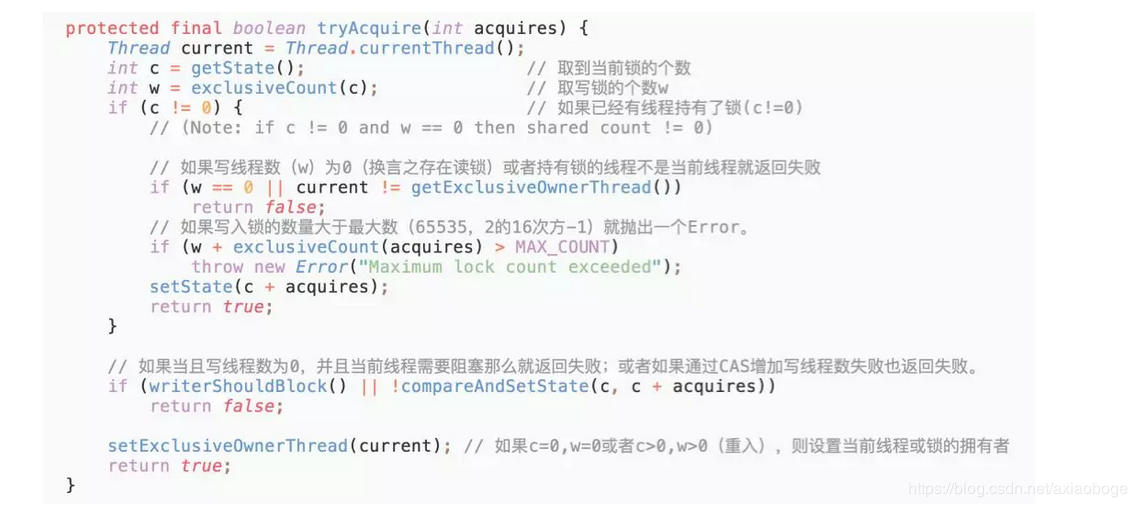 protected final boolean tryAcquire(int acquires) {
    Thread current = Thread.currentThread();
    int c = getState();                     // 取到当前锁的个数
    int w = exclusiveCount(c);              // 取写锁的个数w
    if (c != 0) {                           // 如果已经有线程持有了锁(c!=0)
        // (Note: if c != 0 and w == 0 then shared count != 0)
        // 如果写线程数（w）为0（换言之存在读锁）或者持有锁的线程不是当前线程就返回失败
        if (w == 0 || current != getExclusiveOwnerThread())
            return false;
        // 如果写入锁的数量大于最大数（65535，2的16次方-1）就抛出一个Error。
        if (w + exclusiveCount(acquires) > MAX_COUNT)
            throw new Error("Maximum lock count exceeded");
        setState(c + acquires);
        return true;
    }
    // 如果当且写线程数为0，并且当前线程需要阻塞那么就返回失败；或者如果通过CAS增加写线程数失败也返回失败。
    if (writerShouldBlock() || !compareAndSetState(c, c + acquires))
        return false;
    setExclusiveOwnerThread(current); // 如果c=0,w=0或者c>0,w>0（重入），则设置当前线程或锁的拥有者
    return true;
}
https://blog.csdn.net/axiaoboge